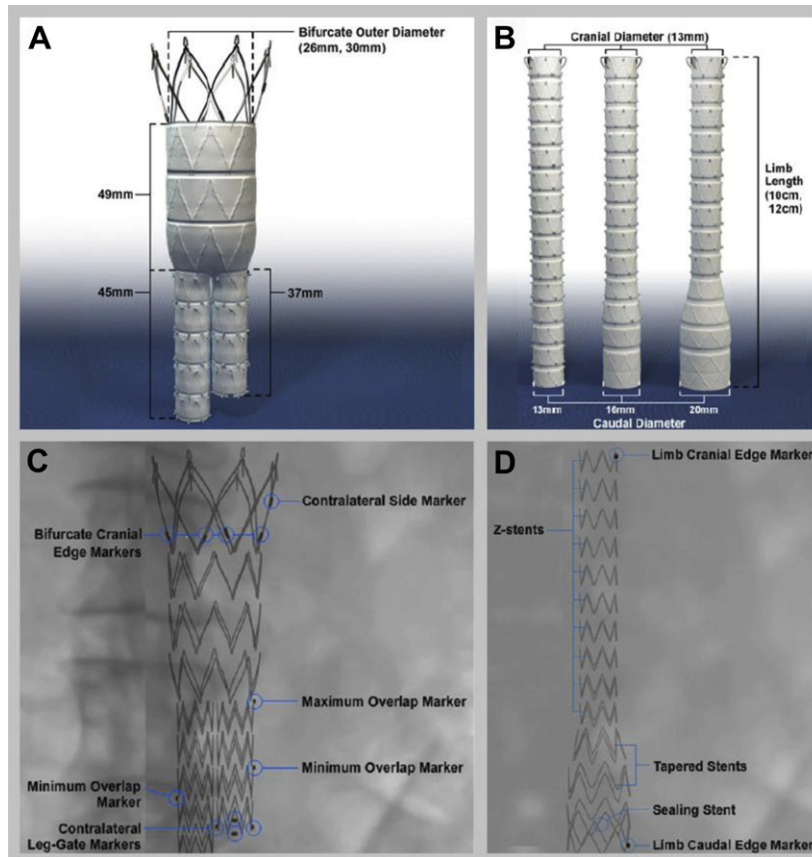 A
Bifurcate Outer Diameter
(26mm, 30mm)
49mm
45mm
37mm
B
Cranial Diameter (13mm)
Limb
Length
(10cm,
12cm)
13mm
16mm
20mm
Caudal Diameter
C
Contralateral Side Marker
Bifurcate Cranial
Edge Markers
Maximum Overlap Marker
Minimum Overlap Marker
Minimum Overlap
Marker
Contralateral
Leg-Gate Markers
D
Limb Cranial Edge Marker
Z-stents
Tapered Stents
Sealing Stent
Limb Caudal Edge Marker